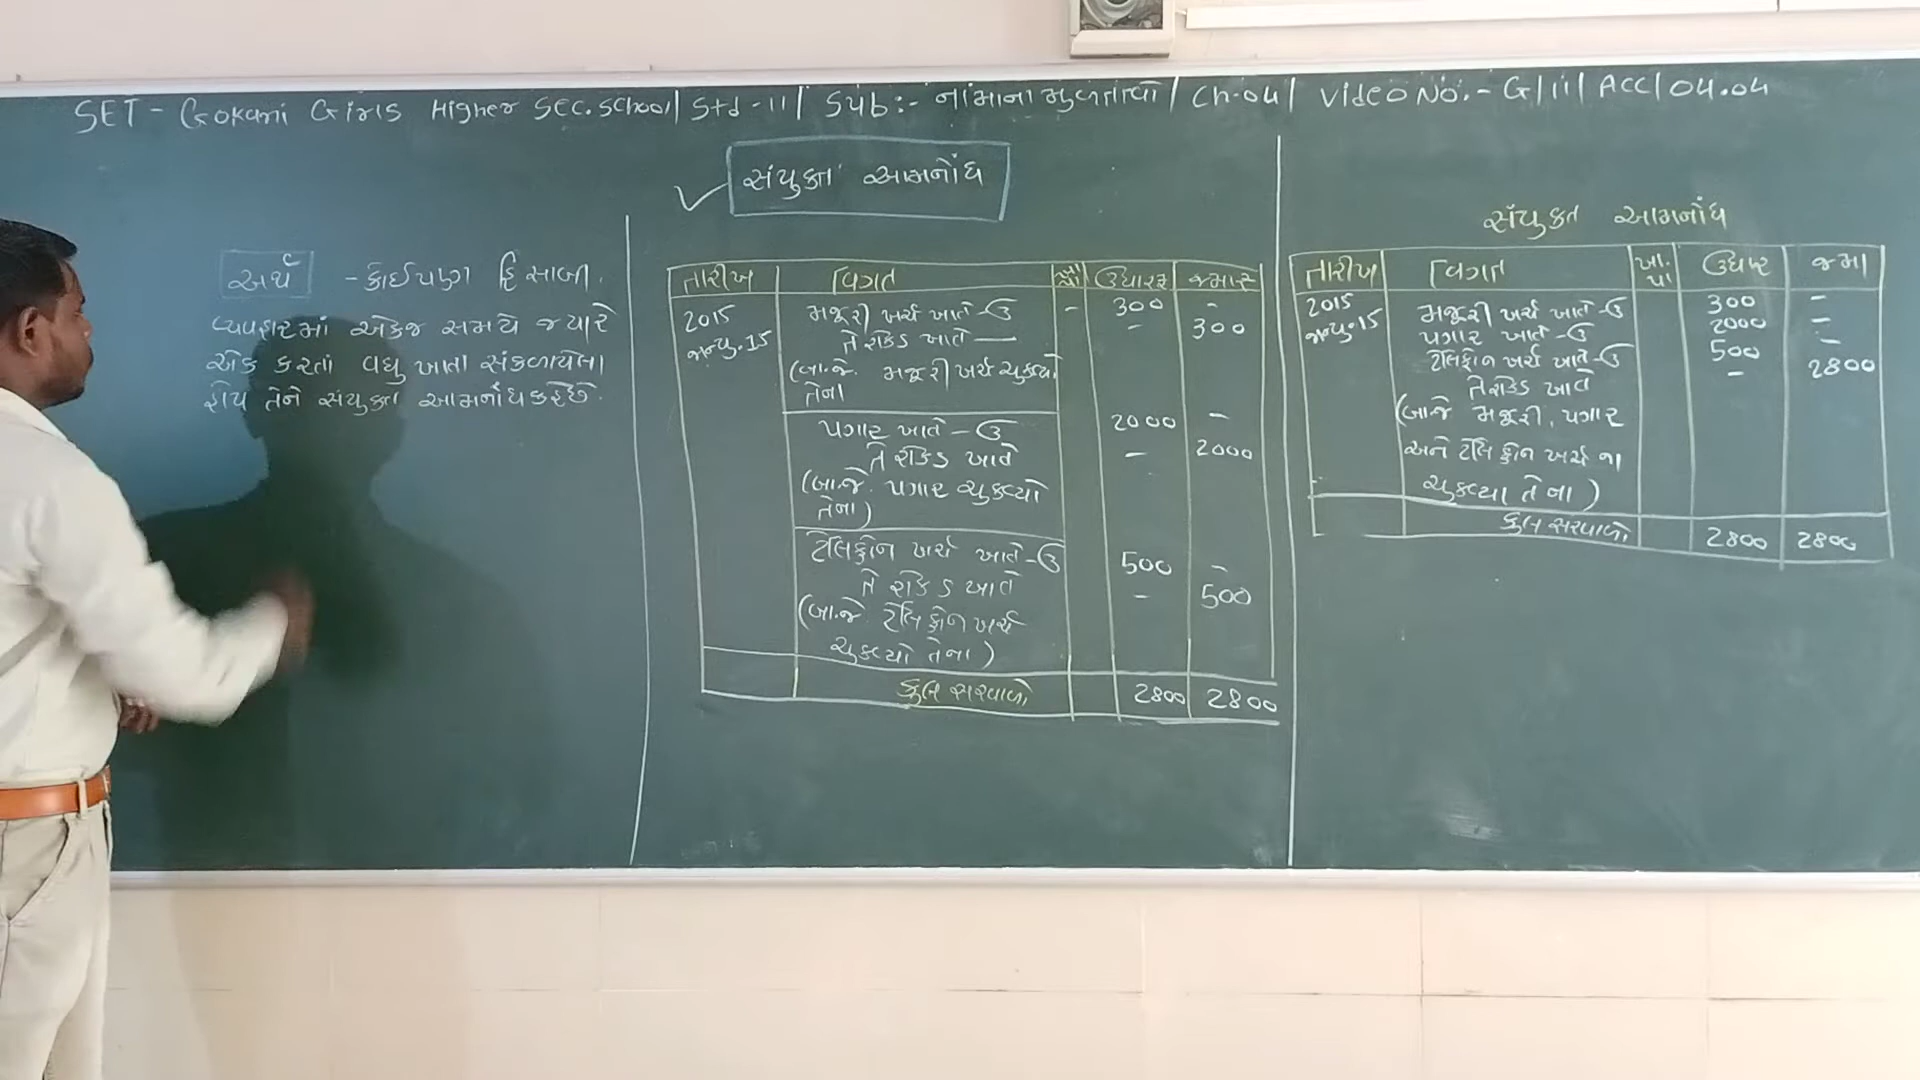 SET - Gokani Girls Higher Sec. School | Std - 11 | Sub :- નામાના મુળતત્વો | Ch-04 | Video No. - G/11/Acc/04.04
સંયુક્ત આમનોંધ
અર્થ - કોઈપણ હિસાબી
વ્યવહારમાં એકજ સમયે જ્યારે
એક કરતાં વધુ ખાતા સંકળાયેલા
હોય તેને સંયુક્ત આમનોંધ કહે છે.
તારીખ વિગત ખા. પા ઉધાર રૂ જમા રૂ
2015 મજૂરી ખર્ચ ખાતે - ઉ - 300 -
જાન્યુ. 15 તે રોકડ ખાતે — - 300
(બા.જે. મજૂરી ખર્ચ ચુકવ્યો
તેના)
પગાર ખાતે - ઉ 2000 -
તે રોકડ ખાતે - 2000
(બા.જે. પગાર ચુકવ્યો
તેના)
ટેલિફોન ખર્ચ ખાતે - ઉ 500 -
તે રોકડ ખાતે - 500
(બા.જે ટેલિફોન ખર્ચ
ચુકવ્યો તેના)
કુલ સરવાળો 2800 2800
સંયુક્ત આમનોંધ
તારીખ વિગત ખા. પા ઉધાર જમા
2015 મજૂરી ખર્ચ ખાતે - ઉ 300 -
જાન્યુ. 15 પગાર ખાતે - ઉ 2000 -
ટેલિફોન ખર્ચ ખાતે - ઉ 500 -
તે રોકડ ખાતે - 2800
(બા.જે મજૂરી, પગાર
અને ટેલિફોન ખર્ચ ના
ચુકવ્યા તેના)
કુલ સરવાળો 2800 2800